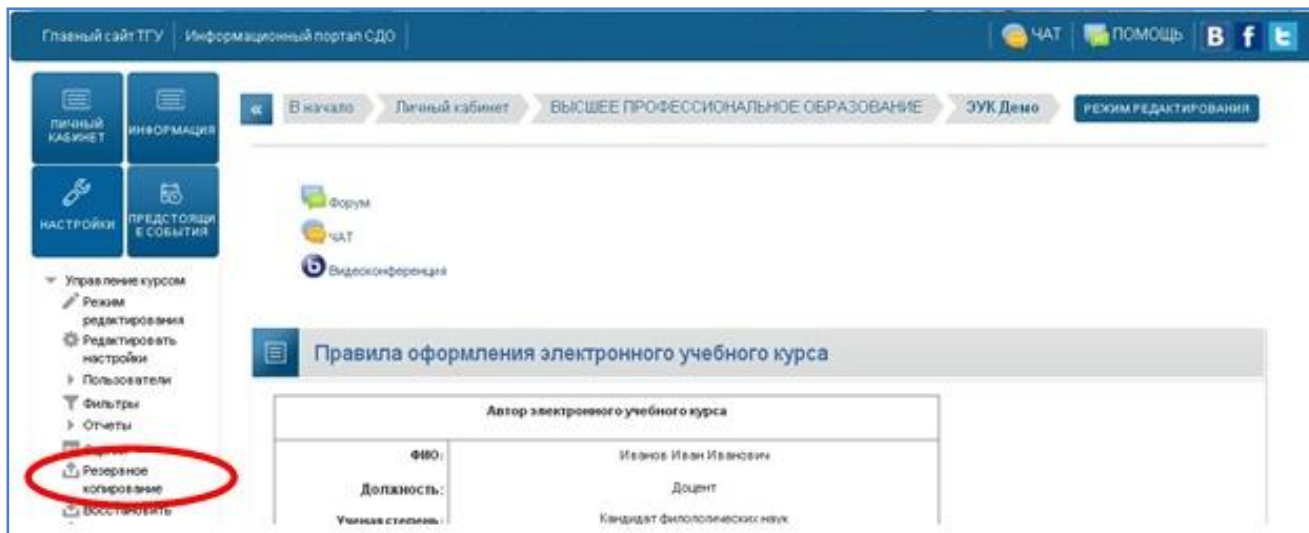 Главный сайт ТГУ
Информационный портал СДО
ЧАТ
ПОМОЩЬ
B f t
ЛИЧНЫЙ
КАБИНЕТ
ИНФОРМАЦИЯ
«
В начало
Личный кабинет
ВЫСШЕЕ ПРОФЕССИОНАЛЬНОЕ ОБРАЗОВАНИЕ
ЭУК Демо
РЕЖИМ РЕДАКТИРОВАНИЯ
НАСТРОЙКИ
ПРЕДСТОЯЩИ
Е СОБЫТИЯ
Форум
ЧАТ
Видеоконференция
Управление курсом
Режим
редактирования
Редактировать
настройки
Пользователи
Фильтры
Отчеты
Резервное
копирование
Восстановить
Правила оформления электронного учебного курса
Автор электронного учебного курса
ФИО: Иванов Иван Иванович
Должность: Доцент
Ученая степень: Кандидат филологических наук